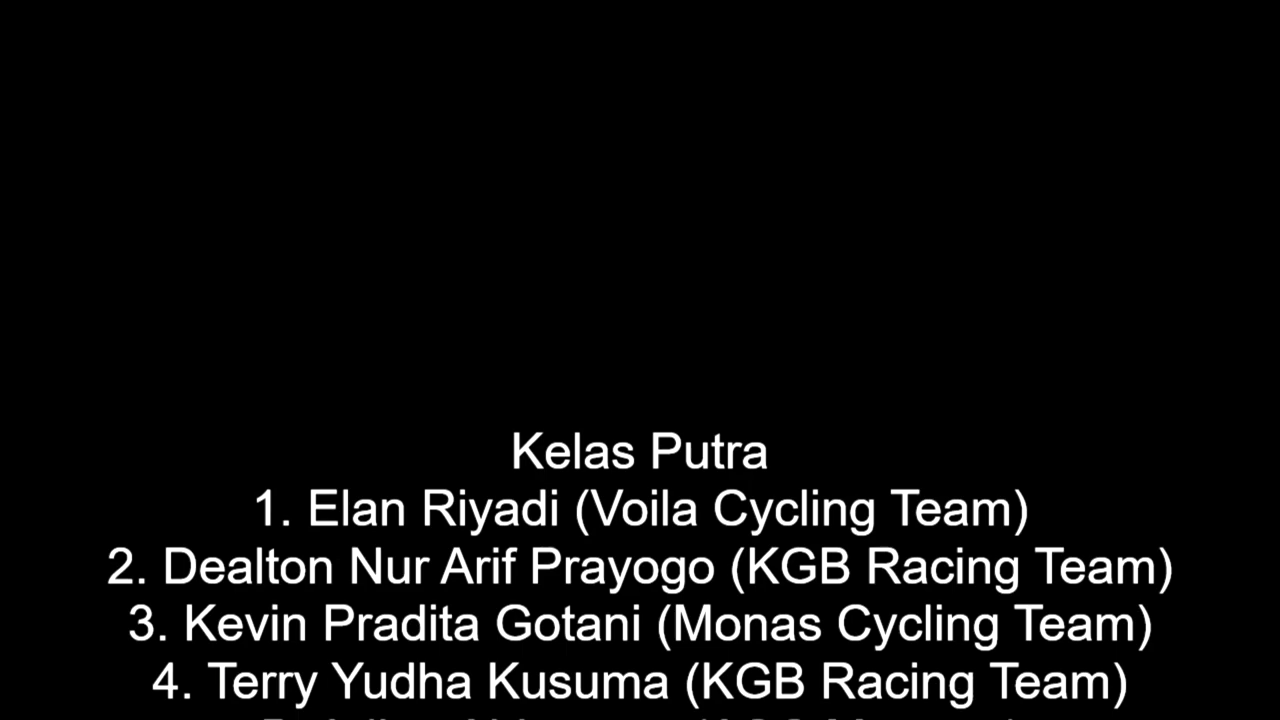 Kelas Putra
1. Elan Riyadi (Voila Cycling Team)
2. Dealton Nur Arif Prayogo (KGB Racing Team)
3. Kevin Pradita Gotani (Monas Cycling Team)
4. Terry Yudha Kusuma (KGB Racing Team)